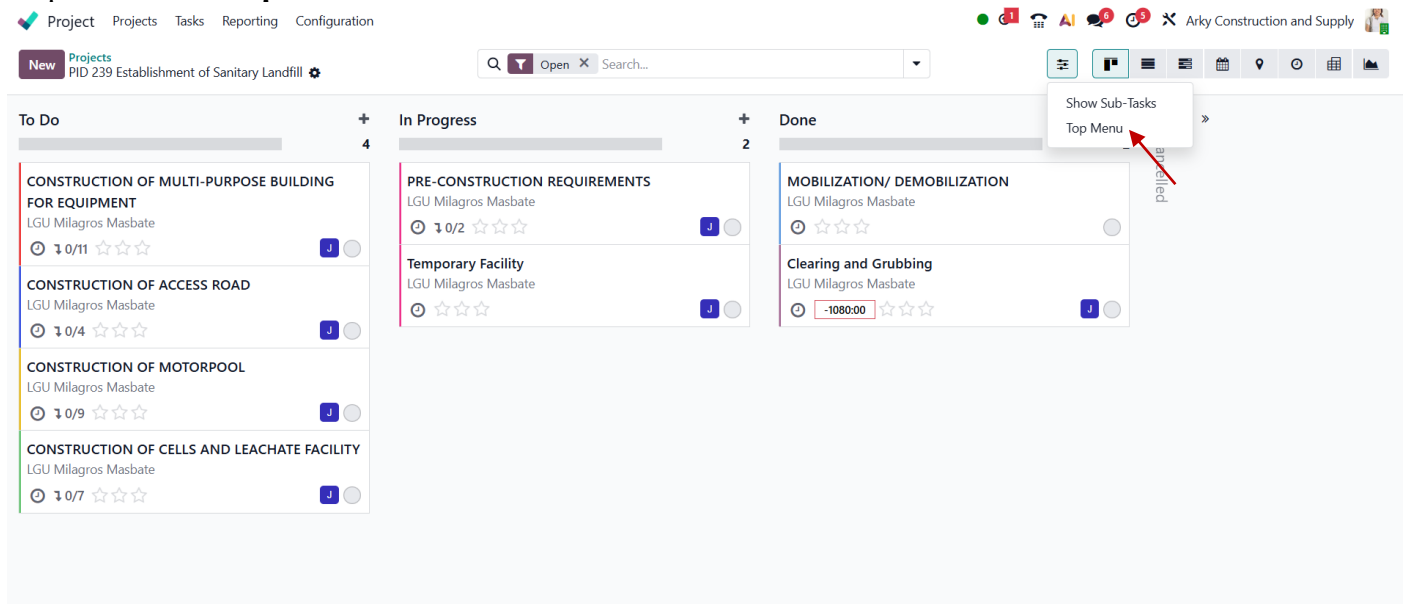 Project Projects Tasks Reporting Configuration 1 AI 6 5 Arky Construction and Supply
New Projects
PID 239 Establishment of Sanitary Landfill
Open Search...
Show Sub-Tasks
Top Menu
To Do
4
CONSTRUCTION OF MULTI-PURPOSE BUILDING
FOR EQUIPMENT
LGU Milagros Masbate
0/11 J
CONSTRUCTION OF ACCESS ROAD
LGU Milagros Masbate
0/4 J
CONSTRUCTION OF MOTORPOOL
LGU Milagros Masbate
0/9 J
CONSTRUCTION OF CELLS AND LEACHATE FACILITY
LGU Milagros Masbate
0/7 J
In Progress
2
PRE-CONSTRUCTION REQUIREMENTS
LGU Milagros Masbate
0/2 J
Temporary Facility
LGU Milagros Masbate
J
Done
MOBILIZATION/ DEMOBILIZATION
LGU Milagros Masbate
Clearing and Grubbing
LGU Milagros Masbate
-1080:00 J